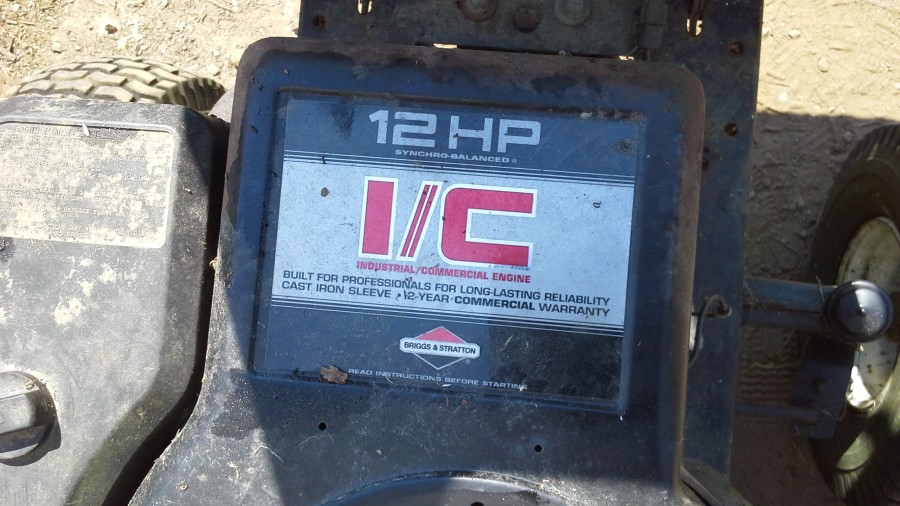 12 HP
SYNCHRO-BALANCED ®
I/C
INDUSTRIAL/COMMERCIAL ENGINE
BUILT FOR PROFESSIONALS FOR LONG-LASTING RELIABILITY
CAST IRON SLEEVE • 12-YEAR COMMERCIAL WARRANTY
BRIGGS & STRATTON
READ INSTRUCTIONS BEFORE STARTING